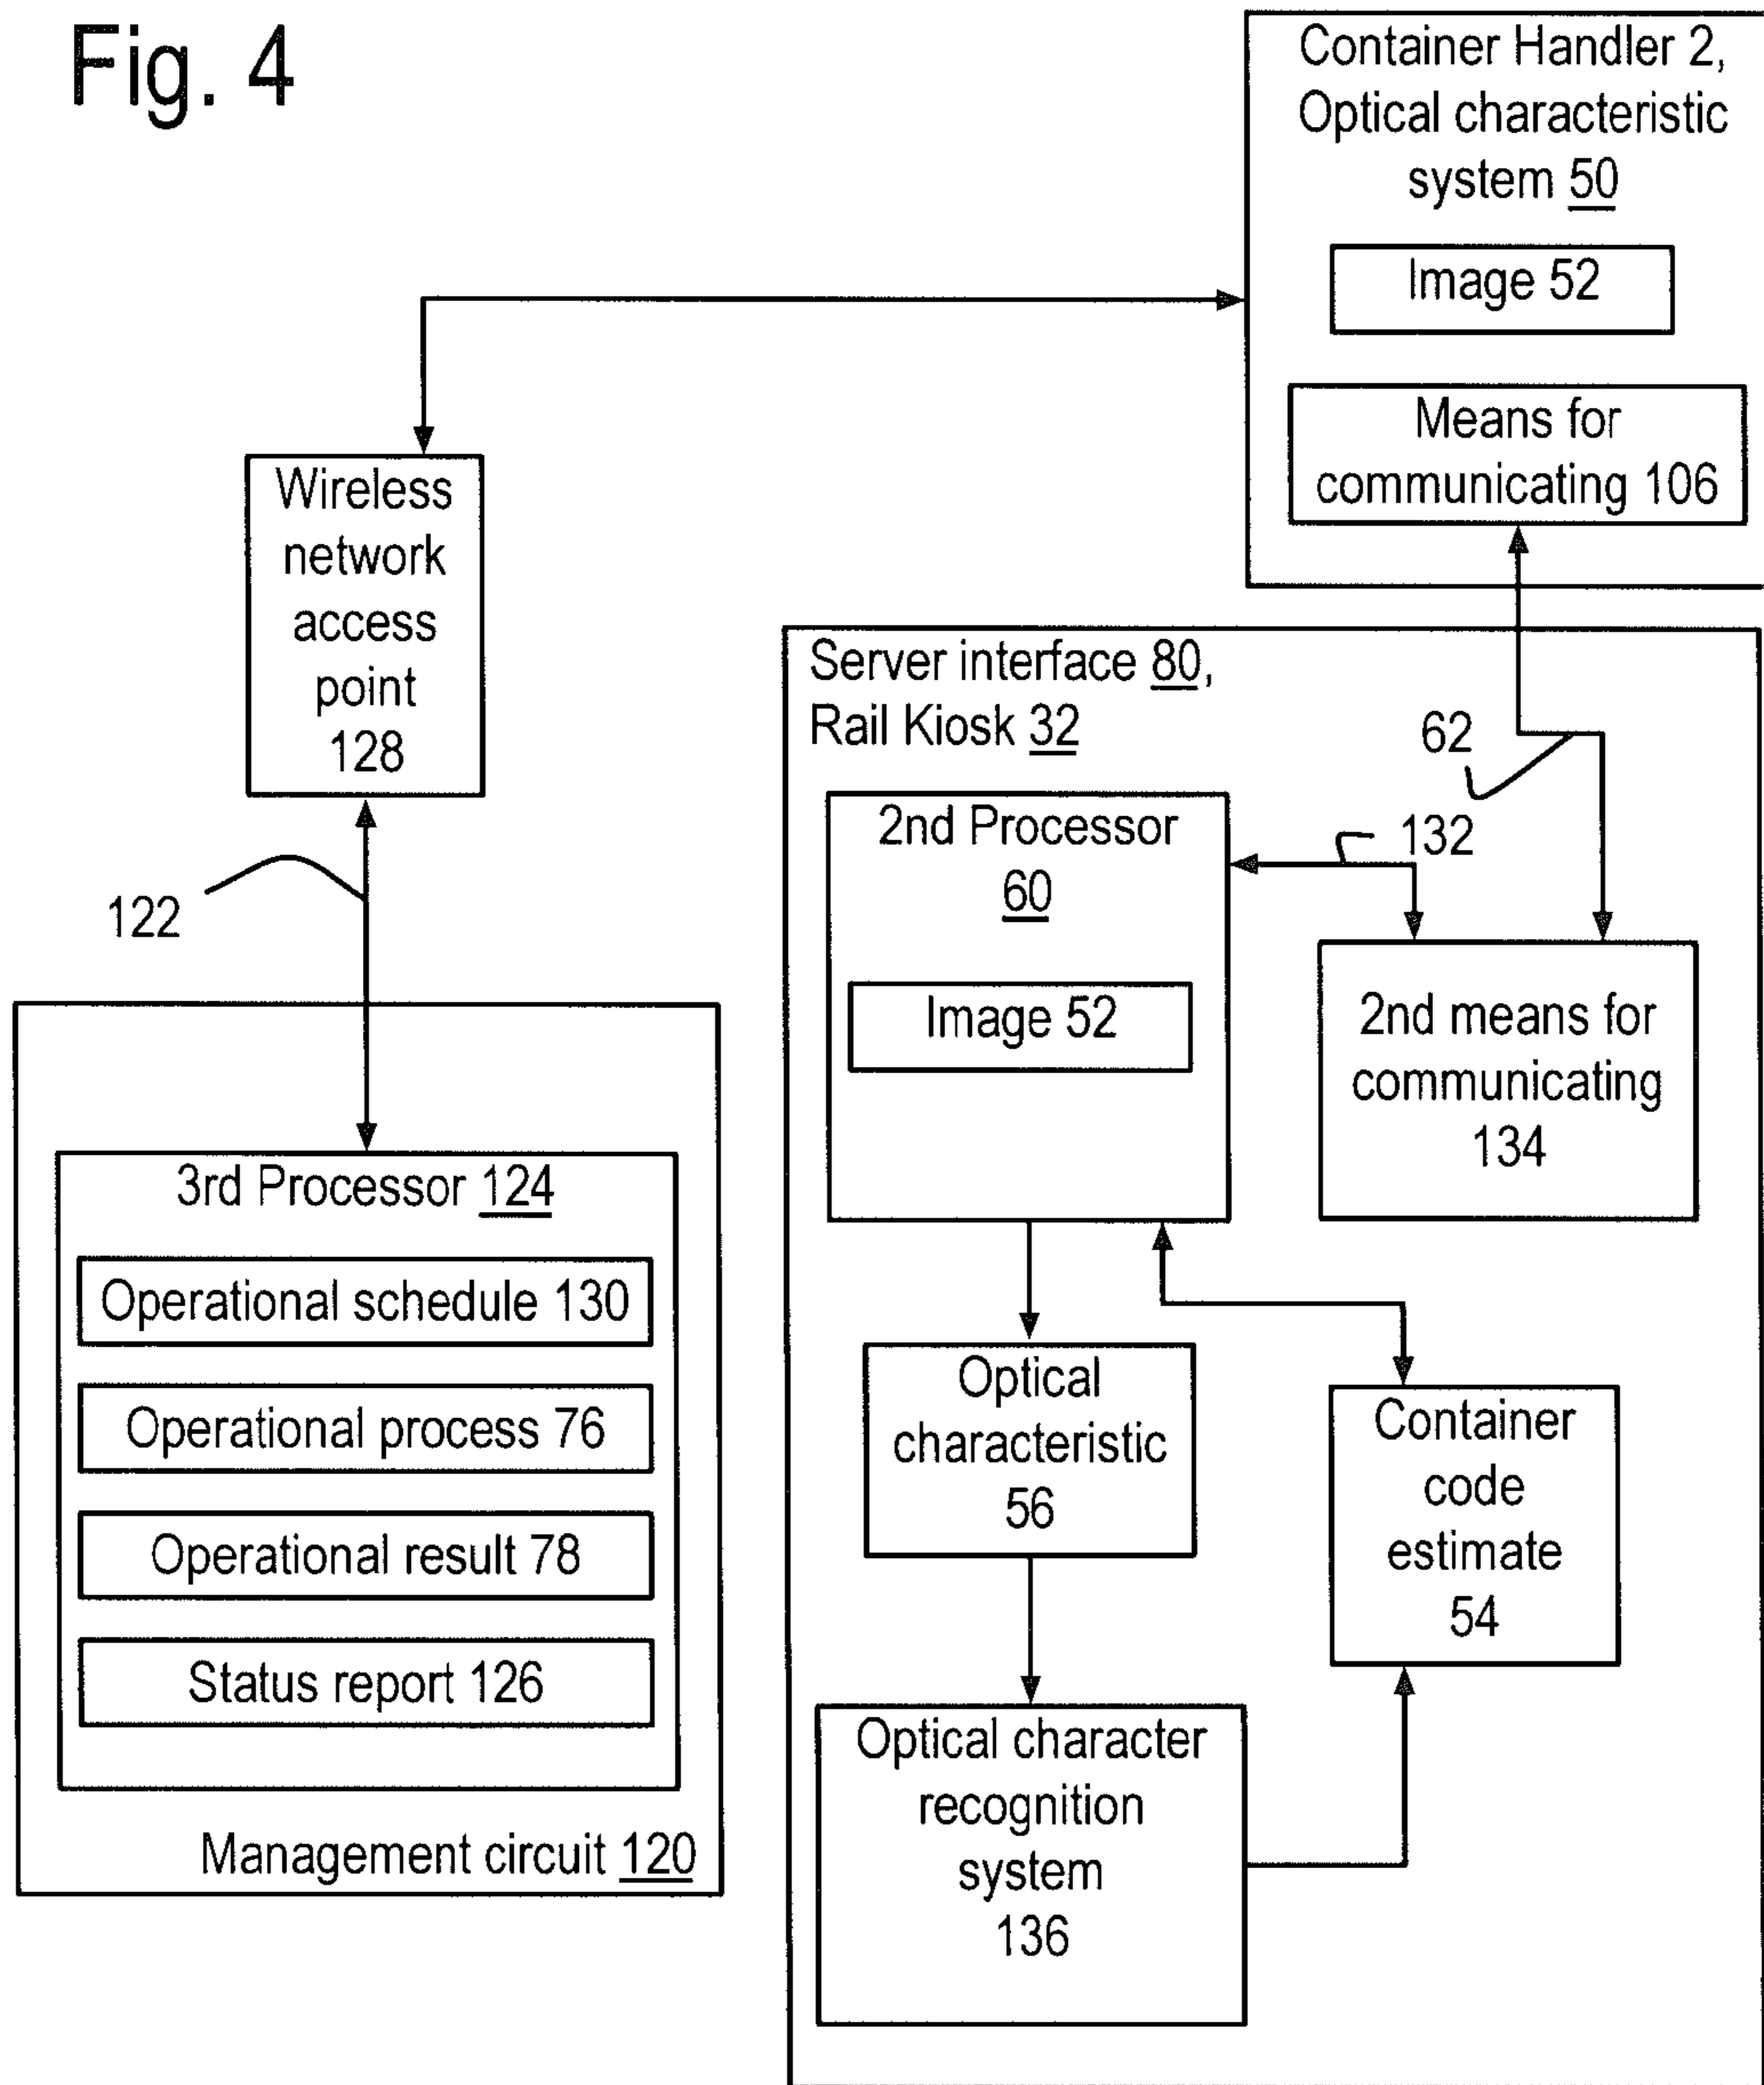 Fig. 4
Container Handler 2,
Optical characteristic
system 50
Image 52
Means for
communicating 106
Wireless
network
access
point
128
122
Server interface 80,
Rail Kiosk 32
62
132
2nd Processor
60
Image 52
2nd means for
communicating
134
3rd Processor 124
Operational schedule 130
Operational process 76
Operational result 78
Status report 126
Management circuit 120
Optical
characteristic
56
Container
code
estimate
54
Optical character
recognition
system
136